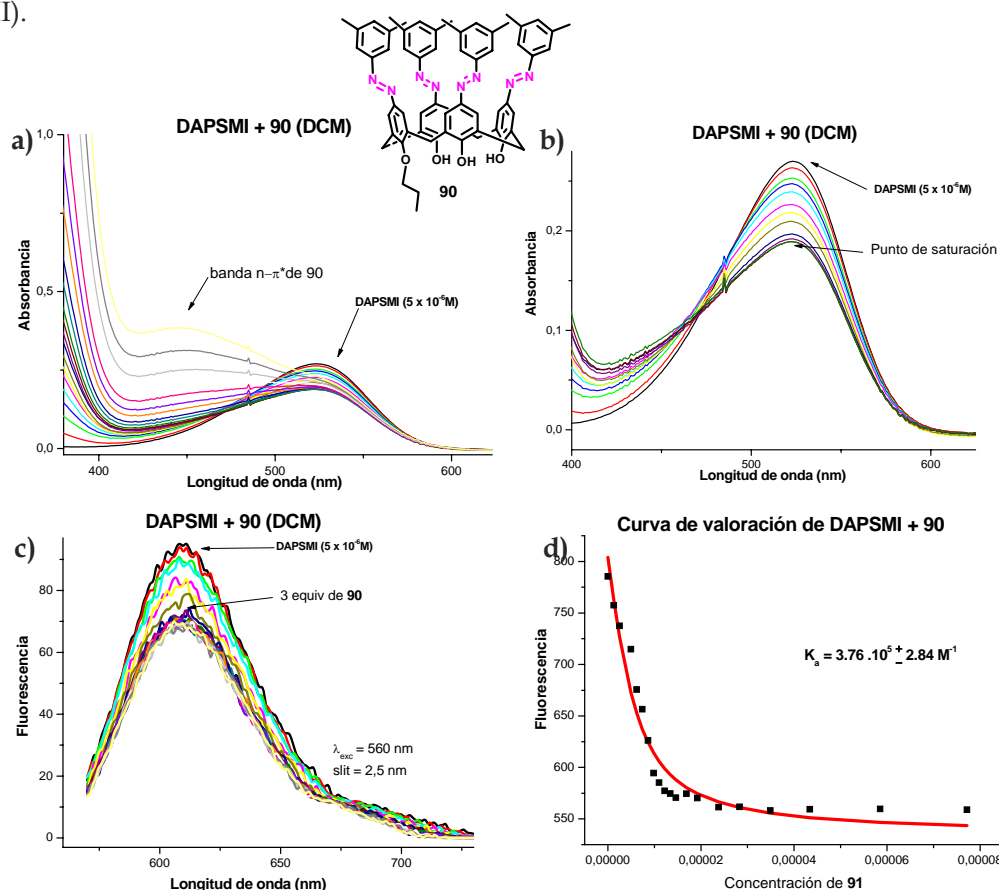 I).
N N N N N N N N
OH OH HO
O
90
a)
DAPSMI + 90 (DCM)
1,0
0,5
0,0
Absorbancia
banda n−π*de 90
DAPSMI (5 x 10⁻⁶M)
400 500 600
Longitud de onda (nm)
b)
DAPSMI + 90 (DCM)
0,2
0,1
0,0
Absorbancia
DAPSMI (5 x 10⁻⁶M)
Punto de saturación
400 500 600
Longitud de onda (nm)
c)
DAPSMI + 90 (DCM)
80
60
40
20
0
Fluorescencia
DAPSMI (5 x 10⁻⁶M)
3 equiv de 90
λexc = 560 nm
slit = 2,5 nm
600 650 700
Longitud de onda (nm)
d)
Curva de valoración de DAPSMI + 90
800
750
700
650
600
550
Fluorescencia
Kₐ = 3.76 .10⁵ ± 2.84 M⁻¹
0,00000 0,00002 0,00004 0,00006 0,00008
Concentración de 91